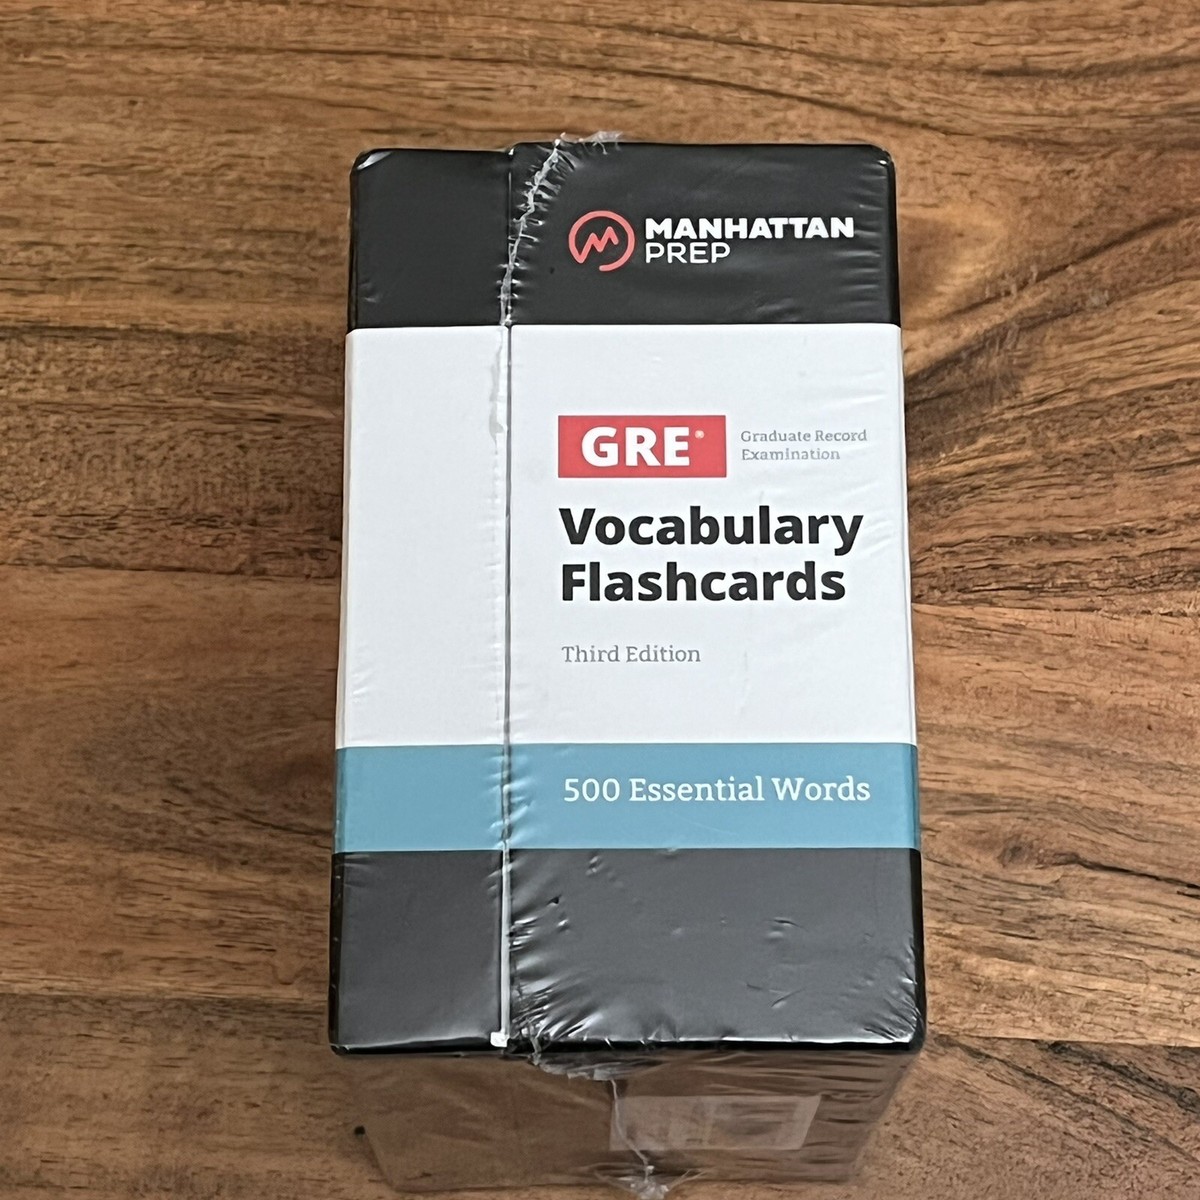 MANHATTAN
PREP
GRE®
Graduate Record
Examination
Vocabulary
Flashcards
Third Edition
500 Essential Words